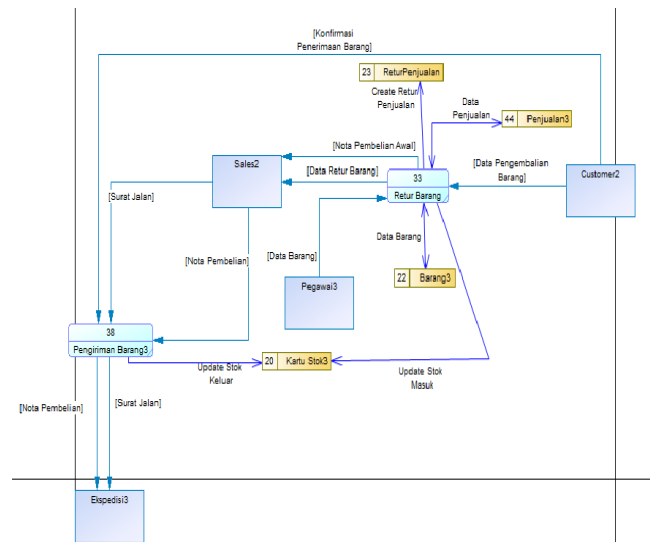 [Konfirmasi
Penerimaan Barang]
23 ReturPenjualan
Create Retur
Penjualan
Data
Penjualan
44 Penjualan3
[Nota Pembelian Awal]
Sales2
[Data Retur Barang]
33
Retur Barang
[Data Pengembalian
Barang]
Customer2
[Surat Jalan]
[Nota Pembelian]
[Data Barang]
Data Barang
Pegawai3
22 Barang3
38
Pengiriman Barang3
Update Stok
Keluar
20 Kartu Stok3
Update Stok
Masuk
[Nota Pembelian]
[Surat Jalan]
Ekspedisi3